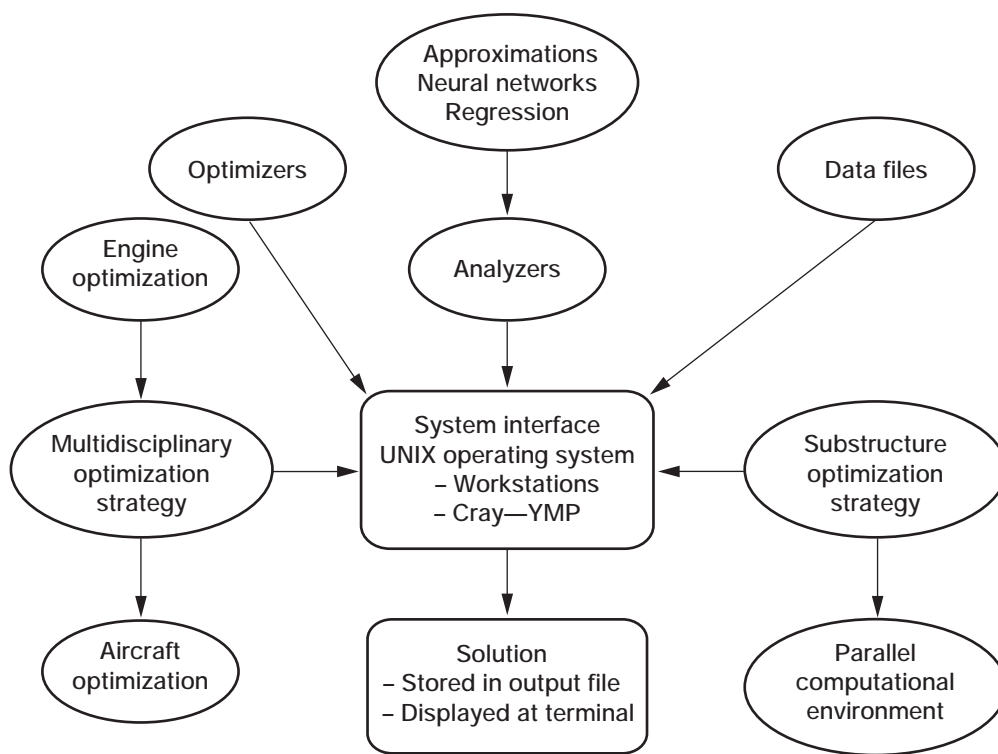 Approximations
Neural networks
Regression
Optimizers
Data files
Engine
optimization
Analyzers
Multidisciplinary
optimization
strategy
System interface
UNIX operating system
– Workstations
– Cray—YMP
Substructure
optimization
strategy
Aircraft
optimization
Solution
– Stored in output file
– Displayed at terminal
Parallel
computational
environment